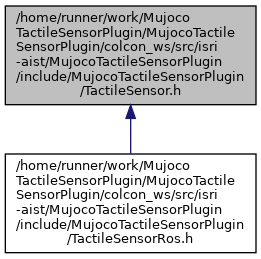 /home/runner/work/Mujoco
TactileSensorPlugin/MujocoTactile
SensorPlugin/colcon_ws/src/isri
-aist/MujocoTactileSensorPlugin
/include/MujocoTactileSensorPlugin
/TactileSensor.h
/home/runner/work/Mujoco
TactileSensorPlugin/MujocoTactile
SensorPlugin/colcon_ws/src/isri
-aist/MujocoTactileSensorPlugin
/include/MujocoTactileSensorPlugin
/TactileSensorRos.h